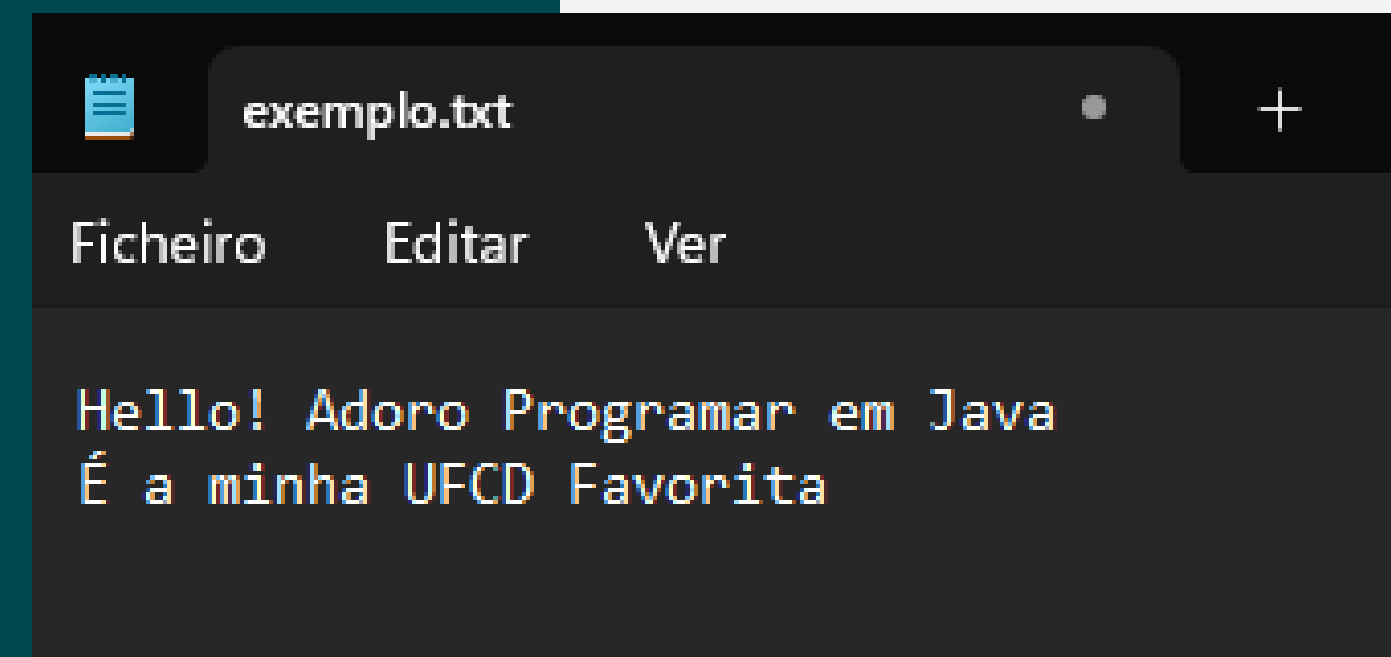 exemplo.txt
Ficheiro Editar Ver
Hello! Adoro Programar em Java
É a minha UFCD Favorita